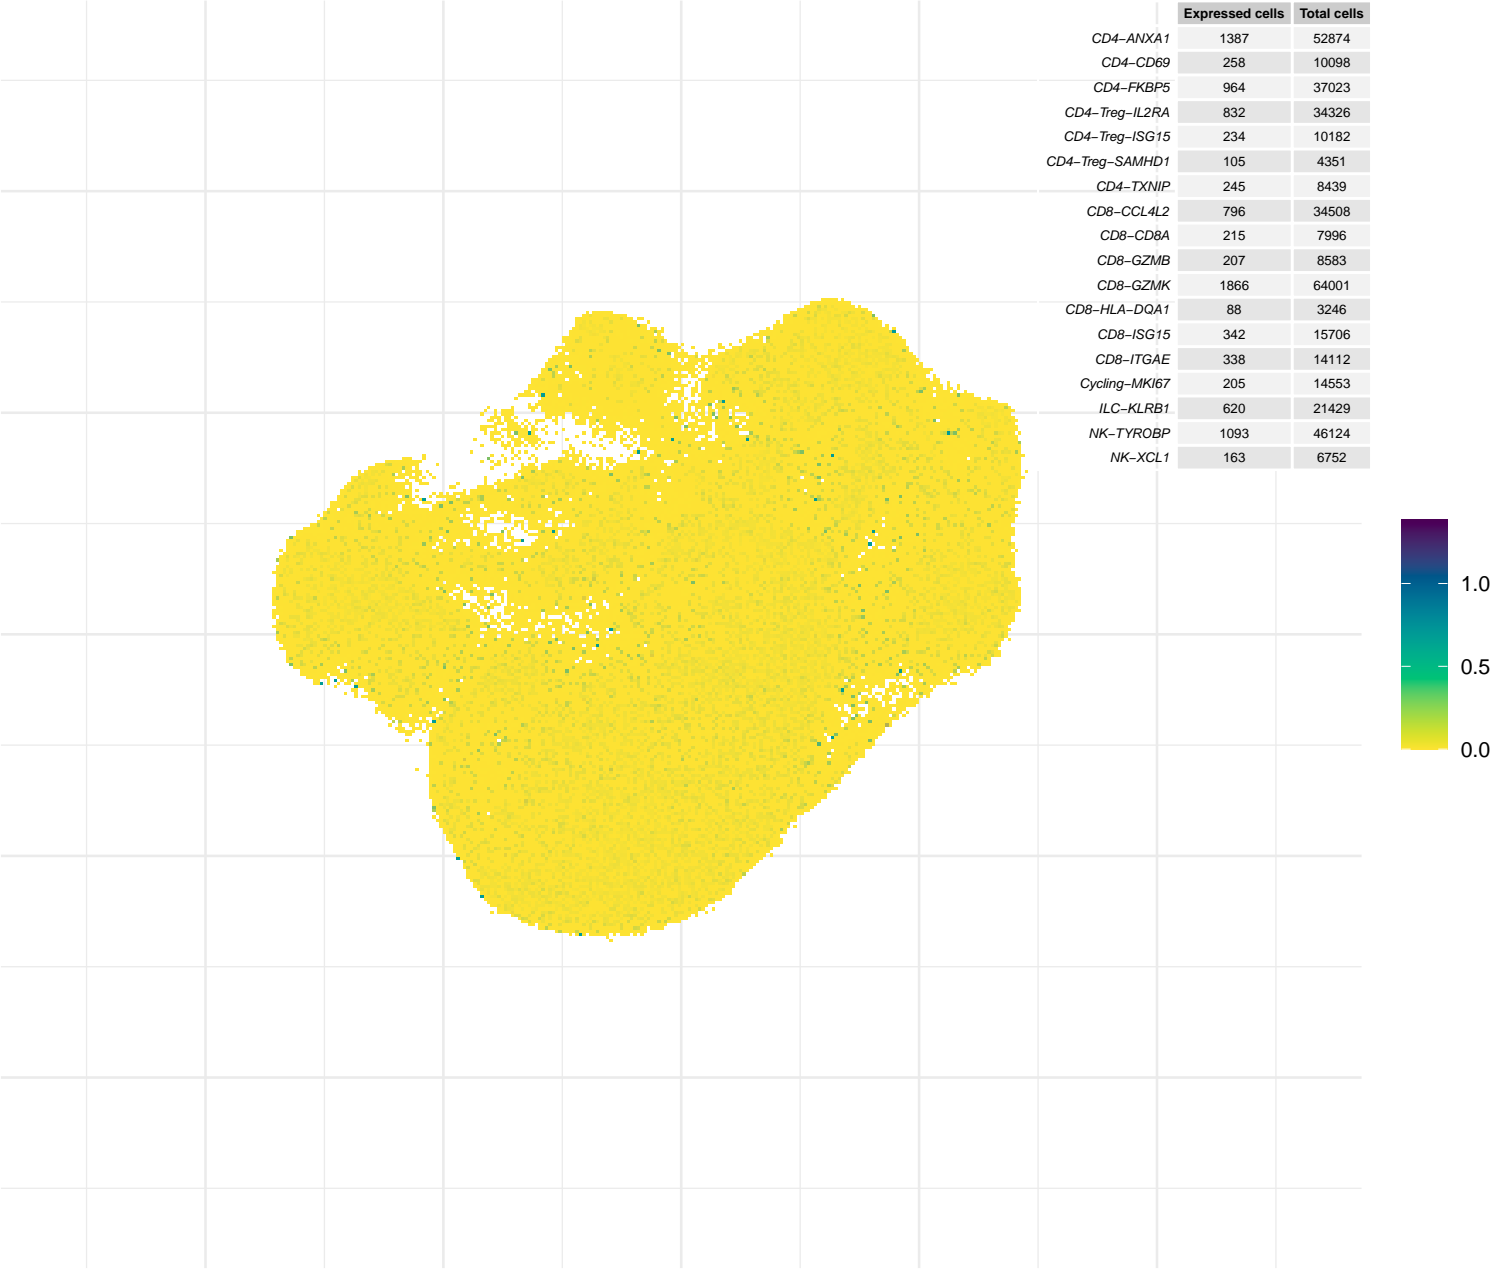 Expressed cells Total cells
CD4−ANXA1 1387 52874
CD4−CD69 258 10098
CD4−FKBP5 964 37023
CD4−Treg−IL2RA 832 34326
CD4−Treg−ISG15 234 10182
CD4−Treg−SAMHD1 105 4351
CD4−TXNIP 245 8439
CD8−CCL4L2 796 34508
CD8−CD8A 215 7996
CD8−GZMB 207 8583
CD8−GZMK 1866 64001
CD8−HLA−DQA1 88 3246
CD8−ISG15 342 15706
CD8−ITGAE 338 14112
Cycling−MKI67 205 14553
ILC−KLRB1 620 21429
NK−TYROBP 1093 46124
NK−XCL1 163 6752
1.0
0.5
0.0